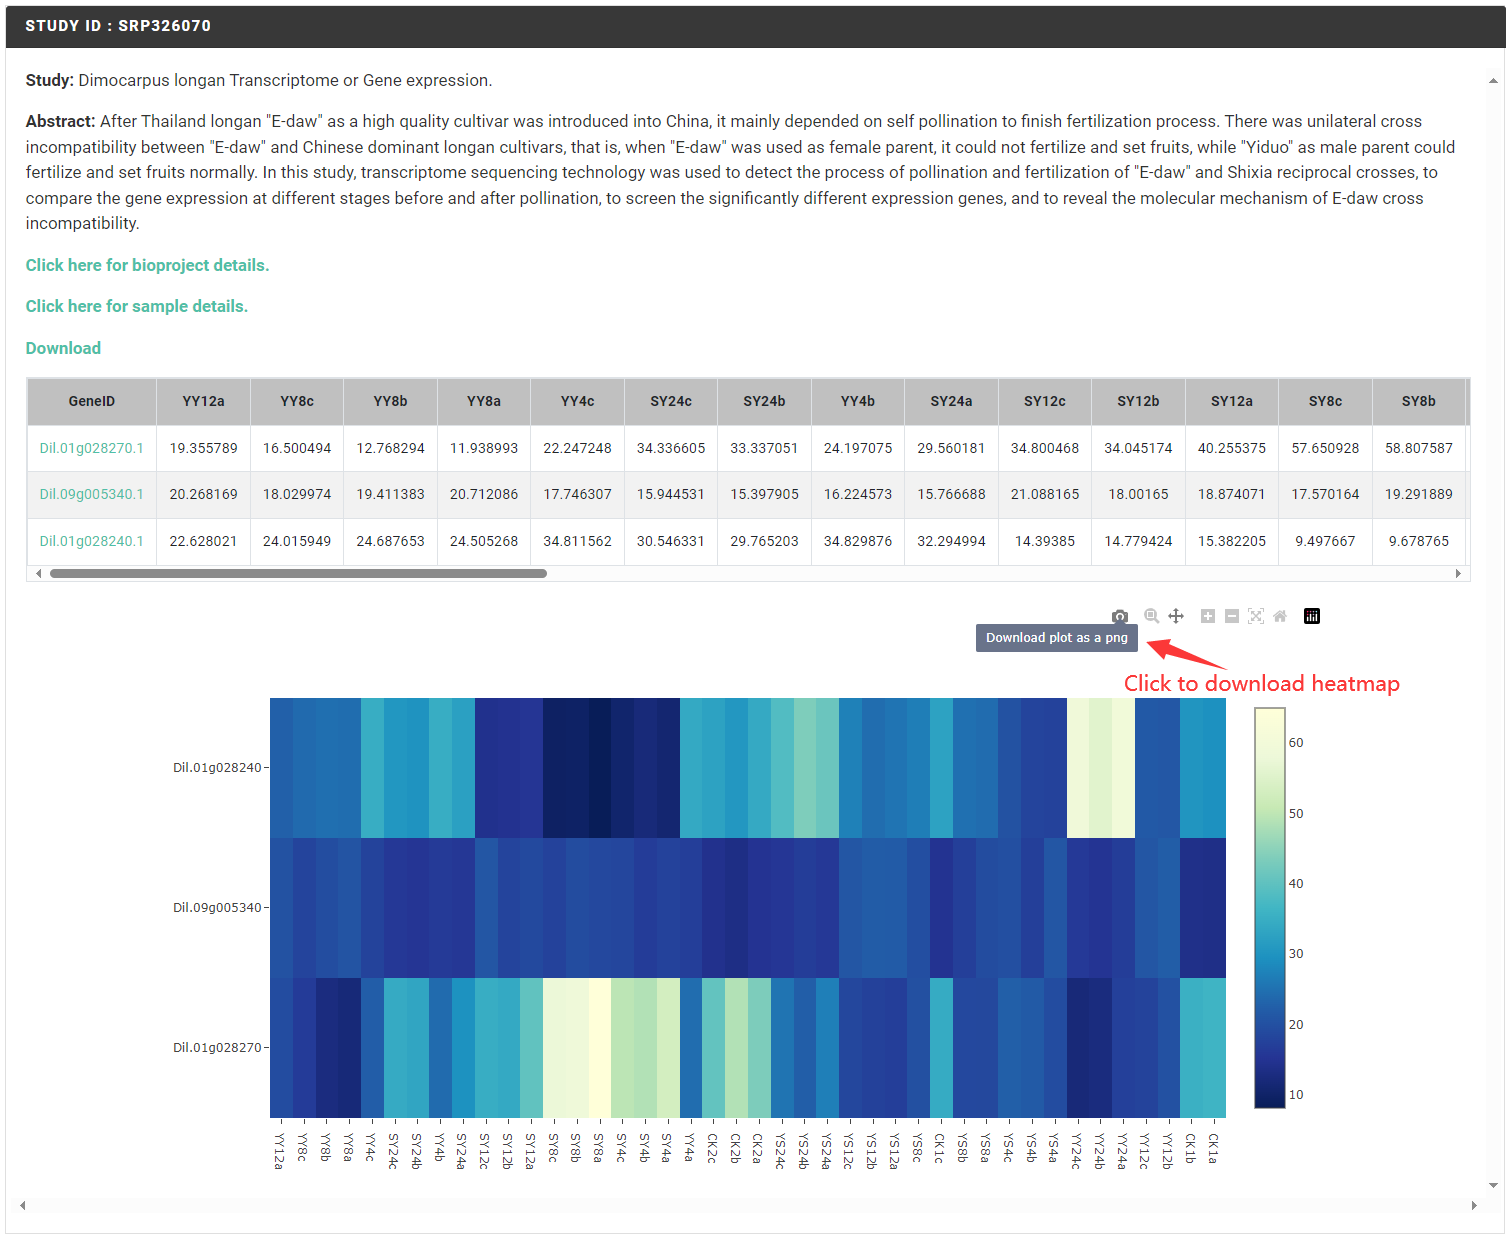 STUDY ID : SRP326070
Study: Dimocarpus longan Transcriptome or Gene expression.
Abstract: After Thailand longan "E-daw" as a high quality cultivar was introduced into China, it mainly depended on self pollination to finish fertilization process. There was unilateral cross
incompatibility between "E-daw" and Chinese dominant longan cultivars, that is, when "E-daw" was used as female parent, it could not fertilize and set fruits, while "Yiduo" as male parent could
fertilize and set fruits normally. In this study, transcriptome sequencing technology was used to detect the process of pollination and fertilization of "E-daw" and Shixia reciprocal crosses, to
compare the gene expression at different stages before and after pollination, to screen the significantly different expression genes, and to reveal the molecular mechanism of E-daw cross
incompatibility.
Click here for bioproject details.
Click here for sample details.
Download
GeneID YY12a YY8c YY8b YY8a YY4c SY24c SY24b YY4b SY24a SY12c SY12b SY12a SY8c SY8b
Dil.01g028270.1 19.355789 16.500494 12.768294 11.938993 22.247248 34.336605 33.337051 24.197075 29.560181 34.800468 34.045174 40.255375 57.650928 58.807587
Dil.09g005340.1 20.268169 18.029974 19.411383 20.712086 17.746307 15.944531 15.397905 16.224573 15.766688 21.088165 18.00165 18.874071 17.570164 19.291889
Dil.01g028240.1 22.628021 24.015949 24.687653 24.505268 34.811562 30.546331 29.765203 34.829876 32.294994 14.39385 14.779424 15.382205 9.497667 9.678765
Download plot as a png
Click to download heatmap
Dil.01g028240
Dil.09g005340
Dil.01g028270
60
50
40
30
20
10
YY12a YY8c YY8b YY8a YY4c SY24c SY24b YY4b SY24a SY12c SY12b SY12a SY8c SY8b SY8a SY4c SY4b SY4a YY4a CK2c CK2b CK2a YS24c YS24b YS24a YS12c YS12b YS12a YS8c CK1c YS8b YS8a YS4c YS4b YS4a YY24c YY24b YY24a YY12c YY12b CK1b CK1a